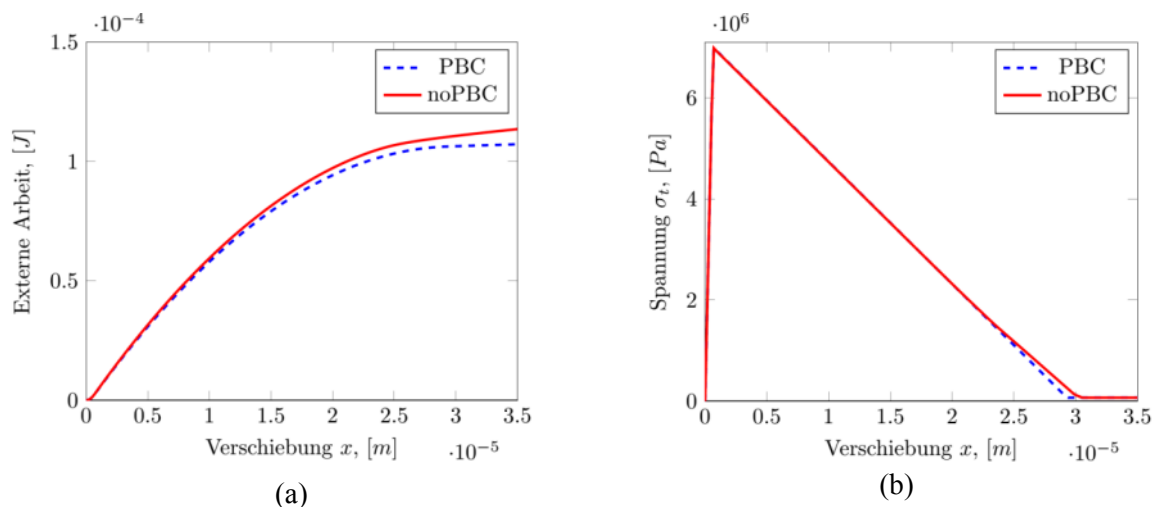 ·10⁻⁴
1.5
1
0.5
0
Externe Arbeit, [J]
PBC
noPBC
0 0.5 1 1.5 2 2.5 3 3.5
Verschiebung x, [m]
·10⁻⁵
(a)
·10⁶
6
4
2
0
Spannung σₜ, [Pa]
PBC
noPBC
0 0.5 1 1.5 2 2.5 3 3.5
Verschiebung x, [m]
·10⁻⁵
(b)